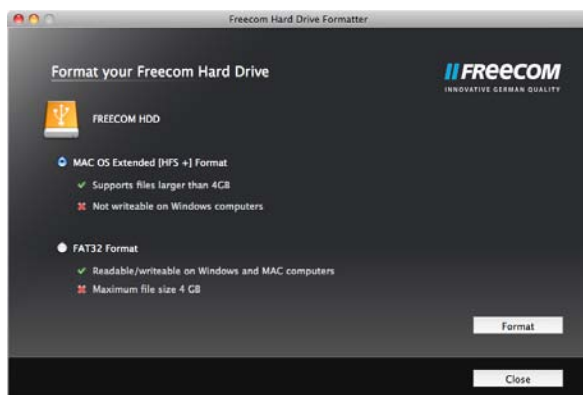 Freecom Hard Drive Formatter
Format your Freecom Hard Drive
FREECOM
INNOVATIVE GERMAN QUALITY
FREECOM HDD
MAC OS Extended [HFS +] Format
Supports files larger than 4GB
Not writeable on Windows computers
FAT32 Format
Readable/writeable on Windows and MAC computers
Maximum file size 4 GB
Format
Close